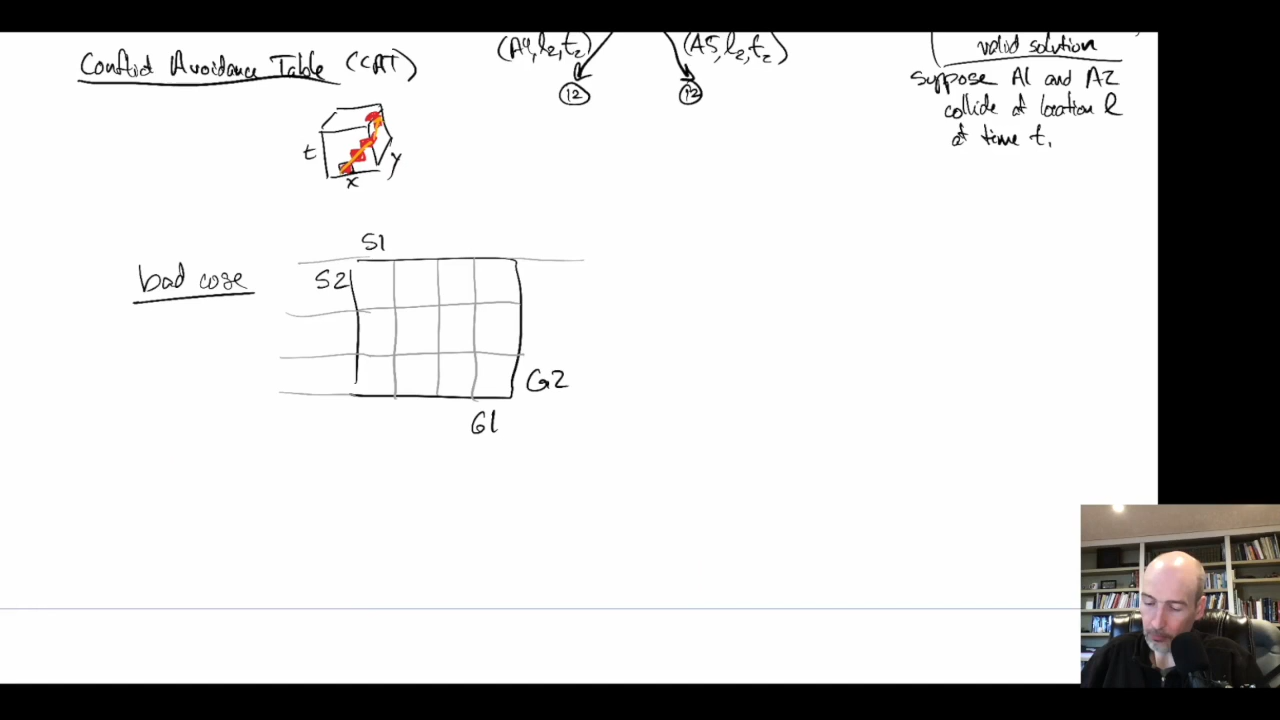 Conflict Avoidance Table (CAT)
(A4, l2, t2)
(A5, l2, t2)
12
12
valid solution
suppose A1 and A2
collide at location l
at time t1
t
x
y
bad case
S1
S2
G2
G1